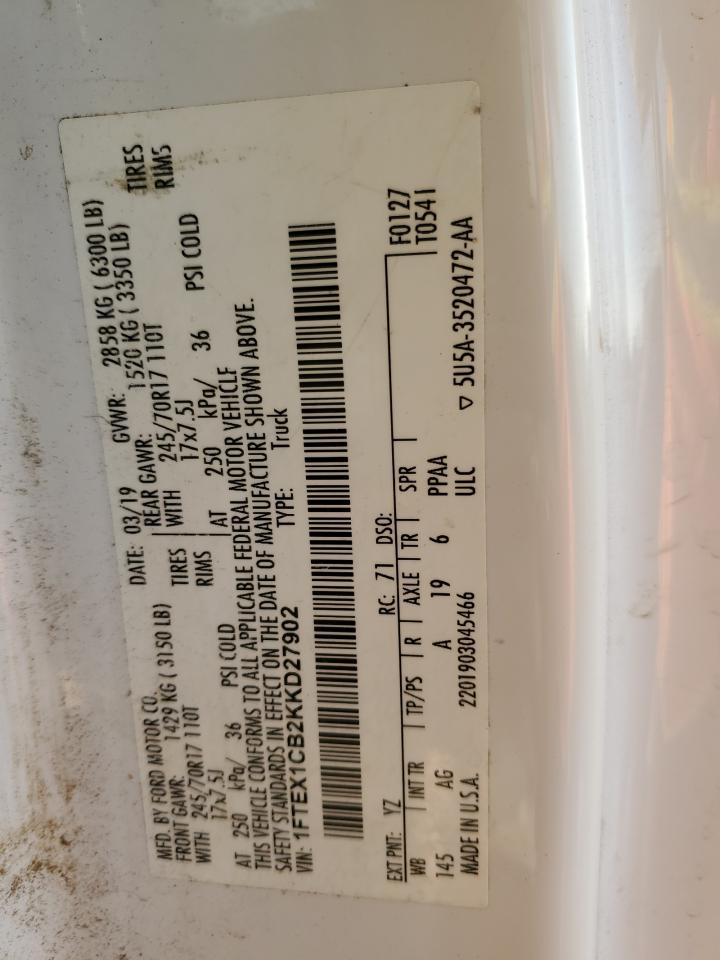 MFD. BY FORD MOTOR CO. DATE: 03/19 GVWR: 2858 KG ( 6300 LB)
FRONT GAWR: 1429 KG ( 3150 LB) REAR GAWR: 1520 KG ( 3350 LB)
WITH 245/70R17 110T TIRES WITH 245/70R17 110T TIRES
17x7.5J RIMS 17x7.5J RIMS
AT 250 kPa/ 36 PSI COLD AT 250 kPa/ 36 PSI COLD
THIS VEHICLE CONFORMS TO ALL APPLICABLE FEDERAL MOTOR VEHICLE
SAFETY STANDARDS IN EFFECT ON THE DATE OF MANUFACTURE SHOWN ABOVE.
VIN: 1FTEX1CB2KKD27902 TYPE: Truck
EXT PNT: YZ RC: 71 DSO: F0127
WB INT TR TP/PS R AXLE TR SPR T0541
145 AG A 19 6 PPAA
MADE IN U.S.A. 2201903045466 ULC ▽ 5U5A-3520472-AA